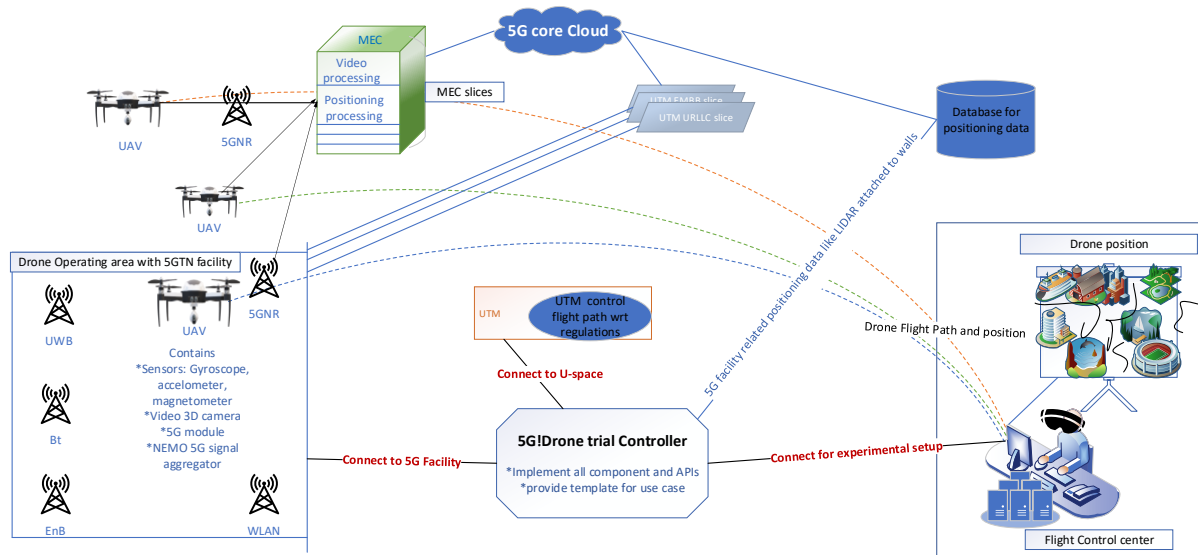 MEC
Video
processing
Positioning
processing
MEC slices
5G core Cloud
UTM EMBB slice
UTM URLLC slice
Database for
positioning data
UAV
5GNR
UAV
Drone Operating area with 5GTN facility
5GNR
UAV
UWB
Contains
*Sensors: Gyroscope,
accelometer,
magnetometer
*Video 3D camera
*5G module
*NEMO 5G signal
aggregator
Bt
EnB
WLAN
UTM
UTM control
flight path wrt
regulations
Connect to U-space
5G facility related positioning data like LIDAR attached to walls
Connect to 5G Facility
5G!Drone trial Controller
*Implement all component and APIs
*provide template for use case
Connect for experimental setup
Drone position
Drone Flight Path and position
Flight Control center